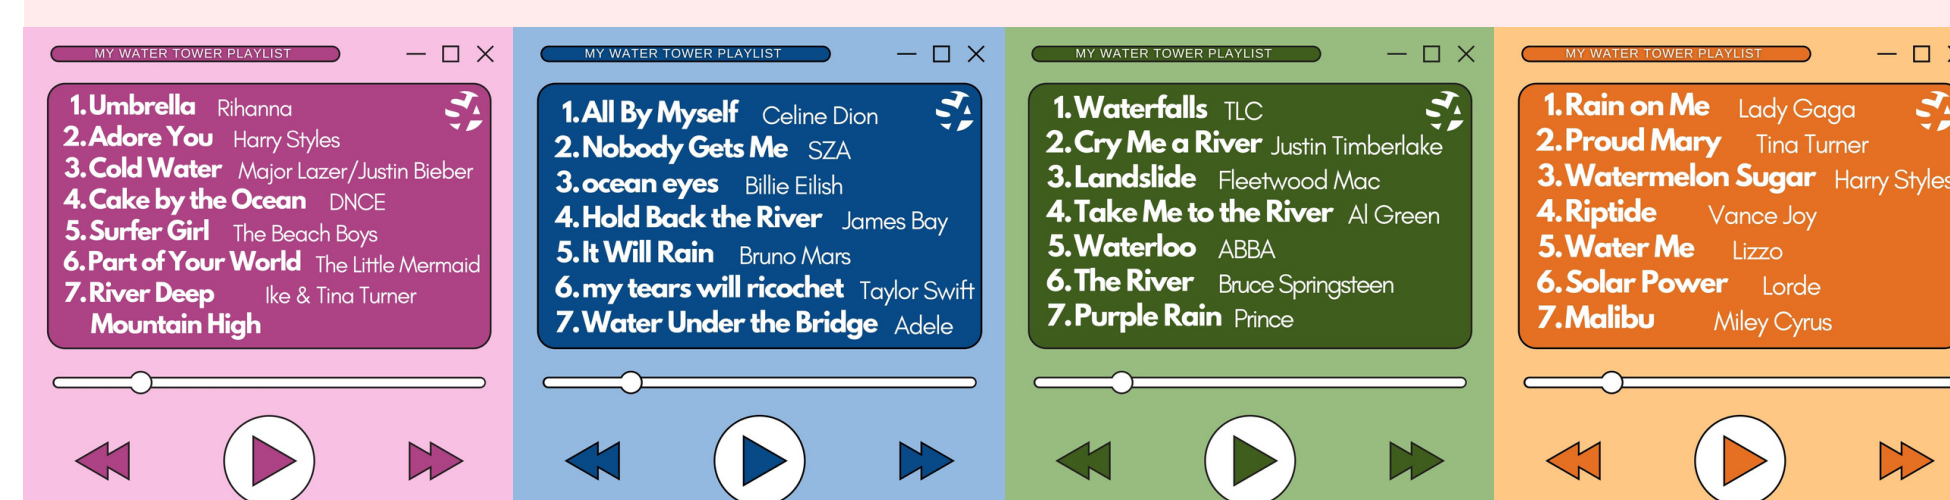 MY WATER TOWER PLAYLIST
1. Umbrella Rihanna
2. Adore You Harry Styles
3. Cold Water Major Lazer/Justin Bieber
4. Cake by the Ocean DNCE
5. Surfer Girl The Beach Boys
6. Part of Your World The Little Mermaid
7. River Deep Ike & Tina Turner
Mountain High
MY WATER TOWER PLAYLIST
1. All By Myself Celine Dion
2. Nobody Gets Me SZA
3. ocean eyes Billie Eilish
4. Hold Back the River James Bay
5. It Will Rain Bruno Mars
6. my tears will ricochet Taylor Swift
7. Water Under the Bridge Adele
MY WATER TOWER PLAYLIST
1. Waterfalls TLC
2. Cry Me a River Justin Timberlake
3. Landslide Fleetwood Mac
4. Take Me to the River Al Green
5. Waterloo ABBA
6. The River Bruce Springsteen
7. Purple Rain Prince
MY WATER TOWER PLAYLIST
1. Rain on Me Lady Gaga
2. Proud Mary Tina Turner
3. Watermelon Sugar Harry Styles
4. Riptide Vance Joy
5. Water Me Lizzo
6. Solar Power Lorde
7. Malibu Miley Cyrus